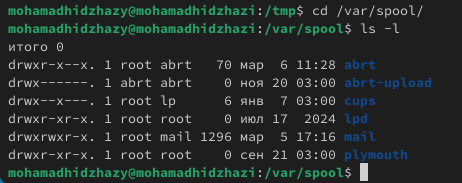 mohamadhidzhazy@mohamadhidzhazi:/tmp$ cd /var/spool/
mohamadhidzhazy@mohamadhidzhazi:/var/spool$ ls -l
итого 0
drwxr-x--x. 1 root abrt   70 мар  6 11:28 abrt
drwx------. 1 abrt abrt    0 ноя 20 03:00 abrt-upload
drwx--x---. 1 root lp      6 янв  7 03:00 cups
drwxr-xr-x. 1 root root    0 июл 17  2024 lpd
drwxrwxr-x. 1 root mail 1296 мар  5 17:16 mail
drwxr-xr-x. 1 root root    0 сен 21 03:00 plymouth
mohamadhidzhazy@mohamadhidzhazi:/var/spool$